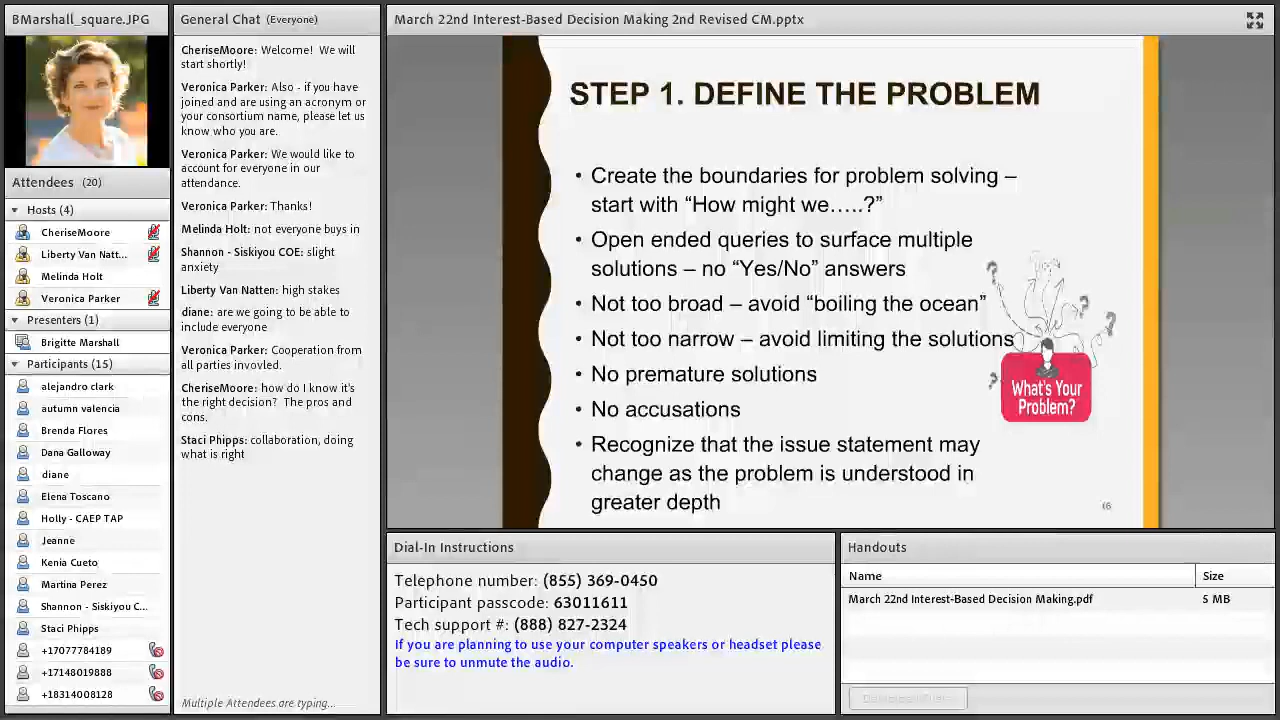 BMarshall_square.JPG
Attendees (20)
Hosts (4)
CheriseMoore
Liberty Van Natt...
Melinda Holt
Veronica Parker
Presenters (1)
Brigitte Marshall
Participants (15)
alejandro clark
autumn valencia
Brenda Flores
Dana Galloway
diane
Elena Toscano
Holly - CAEP TAP
Jeanne
Kenia Cueto
Martina Perez
Shannon - Siskiyou C...
Staci Phipps
+17077784189
+17148019888
+18314008128
General Chat (Everyone)
CheriseMoore: Welcome! We will
start shortly!
Veronica Parker: Also - if you have
joined and are using an acronym or
your consortium name, please let us
know who you are.
Veronica Parker: We would like to
account for everyone in our
attendance.
Veronica Parker: Thanks!
Melinda Holt: not everyone buys in
Shannon - Siskiyou COE: slight
anxiety
Liberty Van Natten: high stakes
diane: are we going to be able to
include everyone
Veronica Parker: Cooperation from
all parties invovled.
CheriseMoore: how do I know it's
the right decision? The pros and
cons.
Staci Phipps: collaboration, doing
what is right
Multiple Attendees are typing...
March 22nd Interest-Based Decision Making 2nd Revised CM.pptx
STEP 1. DEFINE THE PROBLEM
• Create the boundaries for problem solving –
start with “How might we…..?”
• Open ended queries to surface multiple
solutions – no “Yes/No” answers
• Not too broad – avoid “boiling the ocean”
• Not too narrow – avoid limiting the solutions
• No premature solutions
• No accusations
• Recognize that the issue statement may
change as the problem is understood in
greater depth
What's Your
Problem?
Dial-In Instructions
Telephone number: (855) 369-0450
Participant passcode: 63011611
Tech support #: (888) 827-2324
If you are planning to use your computer speakers or headset please
be sure to unmute the audio.
Handouts
Name Size
March 22nd Interest-Based Decision Making.pdf 5 MB